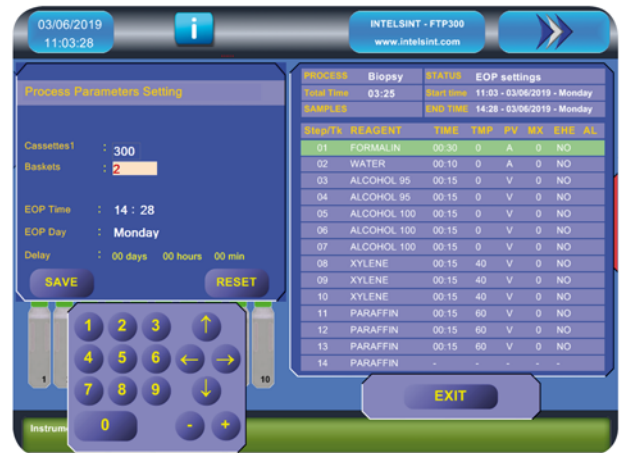 03/06/2019
11:03:28
i
INTELSINT - FTP300
www.intelsint.com
Process Parameters Setting
Cassettes1 : 300
Baskets : 2
EOP Time : 14 : 28
EOP Day : Monday
Delay : 00 days 00 hours 00 min
SAVE RESET
1 2 3 ↑
4 5 6 ← →
7 8 9 ↓
0 - +
1
10
Instrum
PROCESS Biopsy STATUS EOP settings
Total Time 03:25 Start time 11:03 - 03/06/2019 - Monday
SAMPLES END TIME 14:28 - 03/06/2019 - Monday
Step/Tk REAGENT TIME TMP PV MX EHE AL
01 FORMALIN 00:30 0 A 0 NO
02 WATER 00:10 0 A 0 NO
03 ALCOHOL 95 00:15 0 V 0 NO
04 ALCOHOL 95 00:15 0 V 0 NO
05 ALCOHOL 100 00:15 0 V 0 NO
06 ALCOHOL 100 00:15 0 V 0 NO
07 ALCOHOL 100 00:15 0 V 0 NO
08 XYLENE 00:15 40 V 0 NO
09 XYLENE 00:15 40 V 0 NO
10 XYLENE 00:15 40 V 0 NO
11 PARAFFIN 00:15 60 V 0 NO
12 PARAFFIN 00:15 60 V 0 NO
13 PARAFFIN 00:15 60 V 0 NO
14 PARAFFIN - - - - -
EXIT